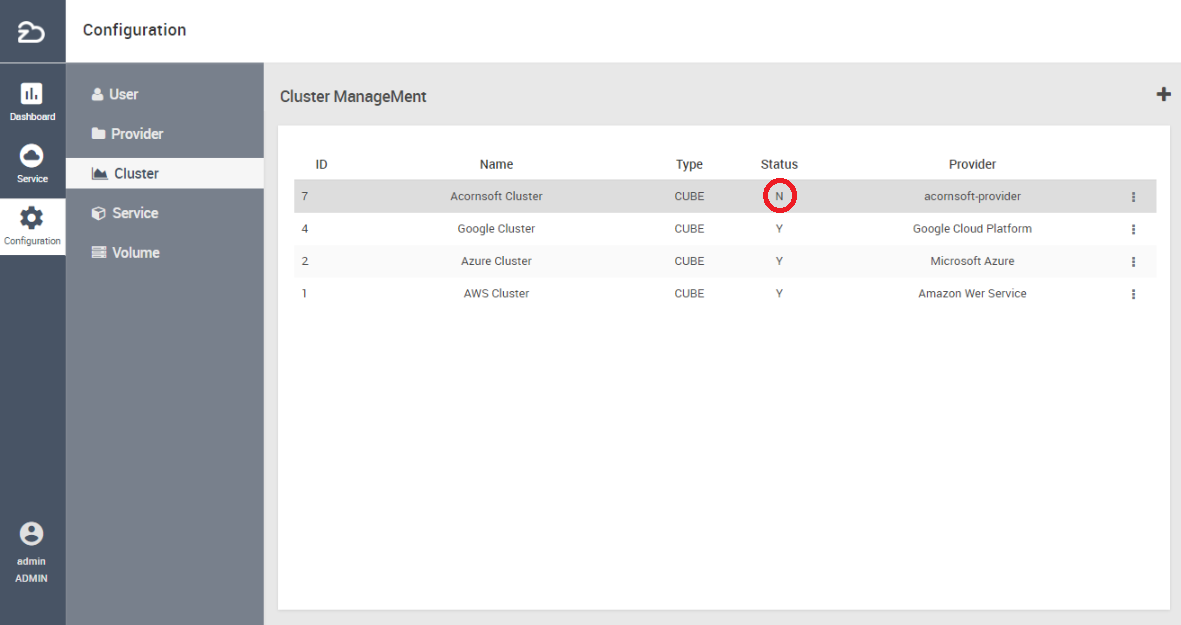 Configuration
Dashboard
Service
Configuration
admin
ADMIN
User
Provider
Cluster
Service
Volume
Cluster ManageMent
ID Name Type Status Provider
7 Acornsoft Cluster CUBE N acornsoft-provider
4 Google Cluster CUBE Y Google Cloud Platform
2 Azure Cluster CUBE Y Microsoft Azure
1 AWS Cluster CUBE Y Amazon Wer Service